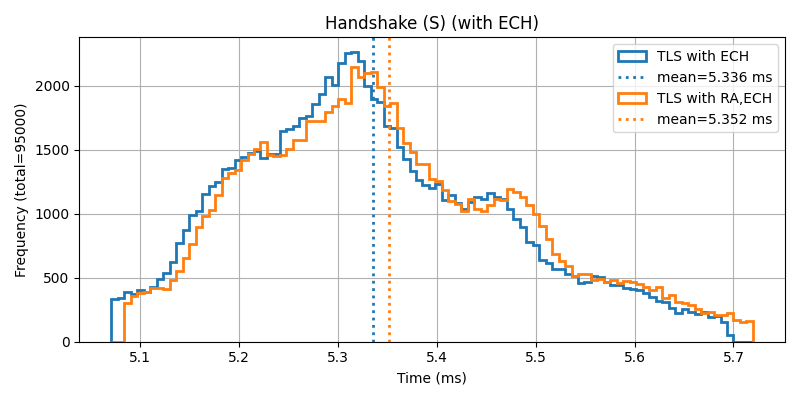 Handshake (S) (with ECH)
TLS with ECH
mean=5.336 ms
TLS with RA,ECH
mean=5.352 ms
Frequency (total=95000)
2000
1500
1000
500
0
5.1 5.2 5.3 5.4 5.5 5.6 5.7
Time (ms)